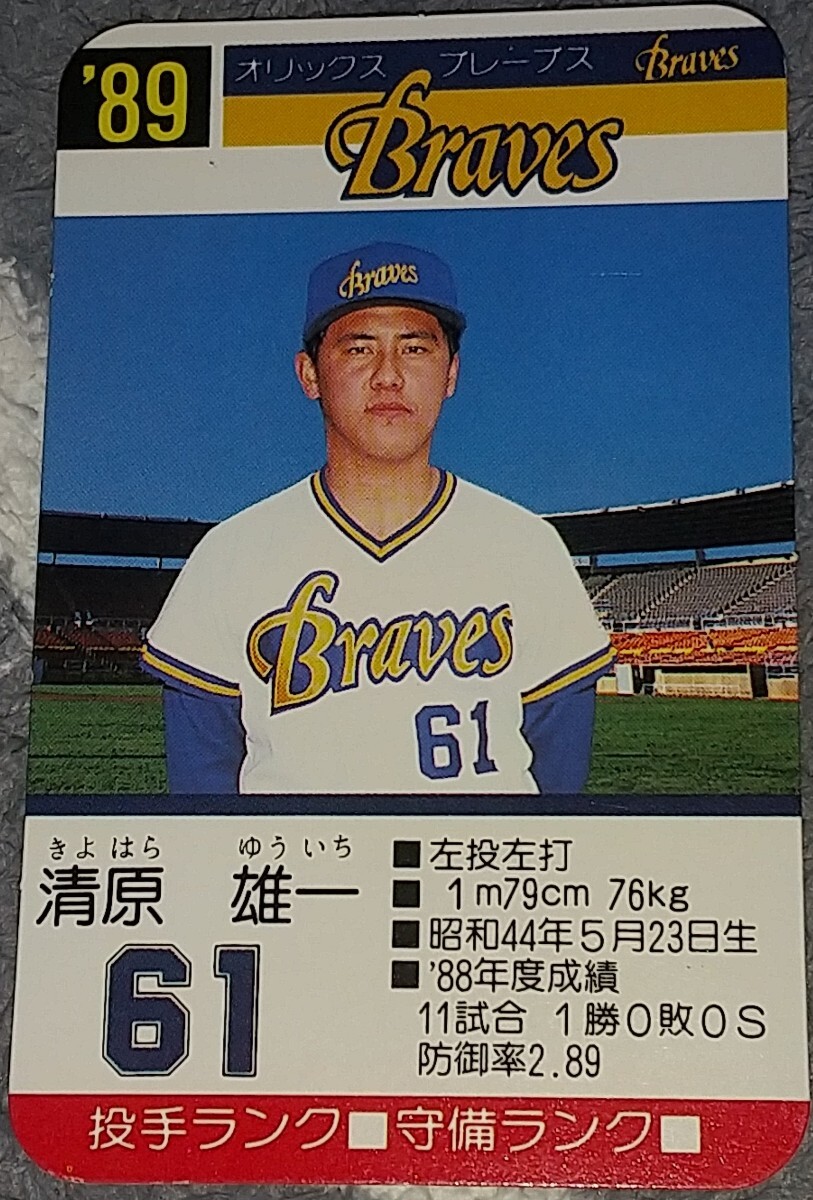 '89
オリックス ブレーブス Braves
Braves
Braves
Braves
61
きよ はら ゆう いち
清原 雄一
61
■左投左打
■1m79cm 76kg
■昭和44年5月23日生
■'88年度成績
11試合 1勝0敗0S
防御率2.89
投手ランク□守備ランク□